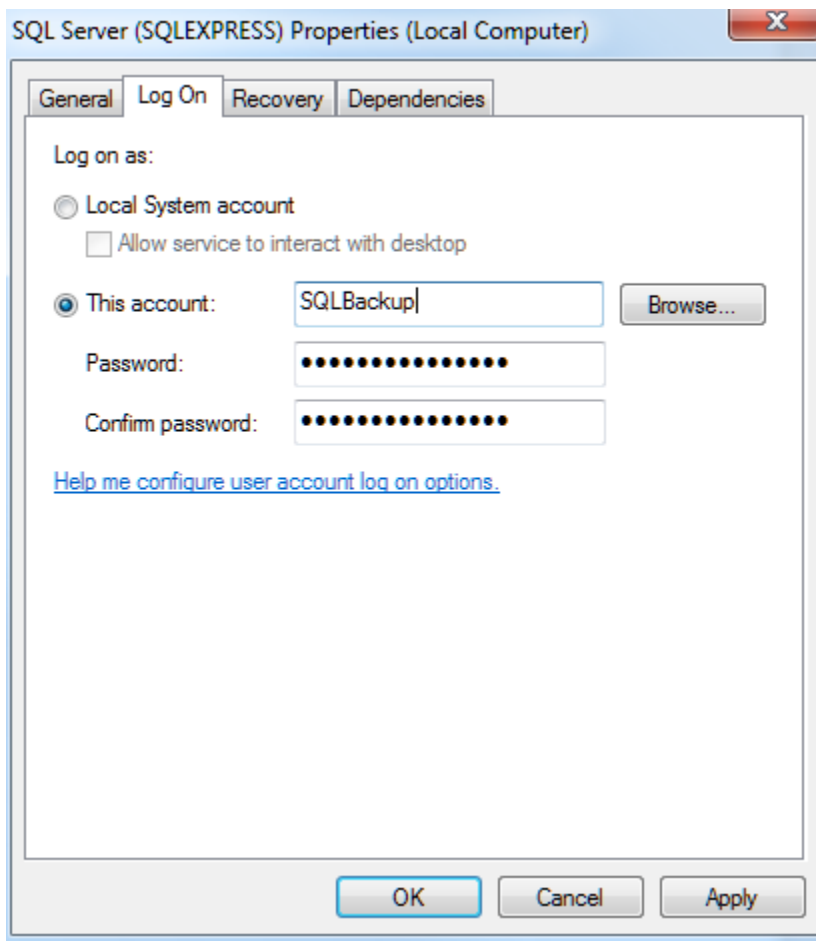 SQL Server (SQLEXPRESS) Properties (Local Computer)
General Log On Recovery Dependencies
Log on as:
Local System account
Allow service to interact with desktop
This account: SQLBackup Browse...
Password: •••••••••••••••
Confirm password: •••••••••••••••
Help me configure user account log on options.
OK Cancel Apply